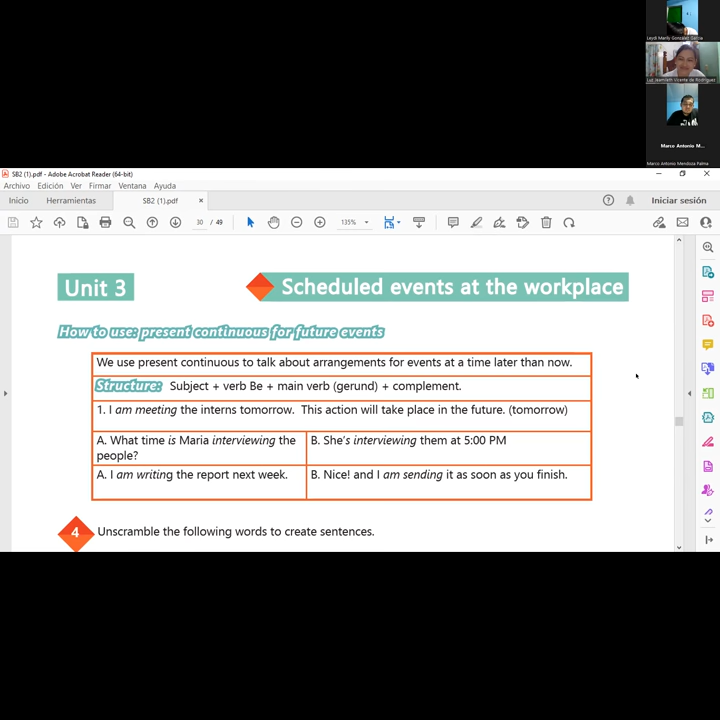 Leydi Marily Gonzalez Garcia
Lud Jeamileth Vicente de Rodriguez
Marco Antonio M...
Marco Antonio Mendoza Palma
SB2 (1).pdf - Adobe Acrobat Reader (64-bit)
Archivo Edición Ver Firmar Ventana Ayuda
Inicio Herramientas SB2 (1).pdf × Iniciar sesión
30 / 49 135%
Unit 3 Scheduled events at the workplace
How to use: present continuous for future events
We use present continuous to talk about arrangements for events at a time later than now.
Structure: Subject + verb Be + main verb (gerund) + complement.
1. I am meeting the interns tomorrow. This action will take place in the future. (tomorrow)
A. What time is Maria interviewing the people?
B. She's interviewing them at 5:00 PM
A. I am writing the report next week.
B. Nice! and I am sending it as soon as you finish.
4 Unscramble the following words to create sentences.